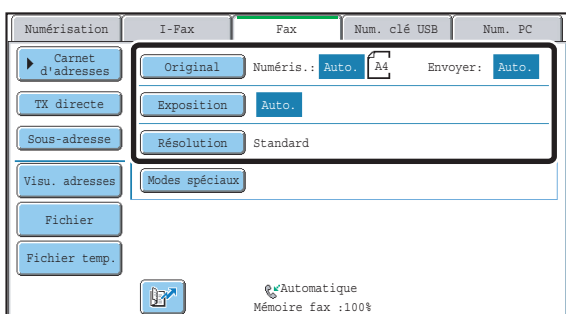 Numérisation I-Fax Fax Num. clé USB Num. PC
Carnet
d'adresses
Original Numéris.: Auto. A4 Envoyer: Auto.
TX directe
Exposition Auto.
Sous-adresse
Résolution Standard
Visu. adresses
Modes spéciaux
Fichier
Fichier temp.
Automatique
Mémoire fax :100%